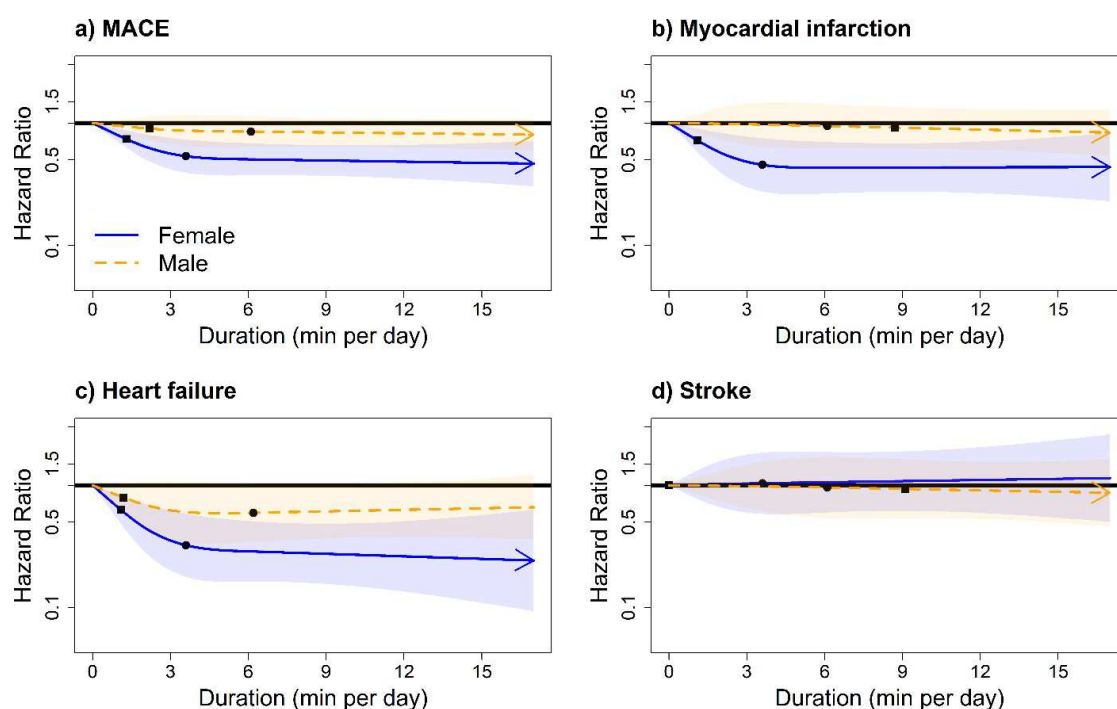 a) MACE
Hazard Ratio
1.5
1
0.5
0.1
Female
Male
0 3 6 9 12 15
Duration (min per day)
b) Myocardial infarction
Hazard Ratio
1.5
1
0.5
0.1
0 3 6 9 12 15
Duration (min per day)
c) Heart failure
Hazard Ratio
1.5
1
0.5
0.1
0 3 6 9 12 15
Duration (min per day)
d) Stroke
Hazard Ratio
1.5
1
0.5
0.1
0 3 6 9 12 15
Duration (min per day)